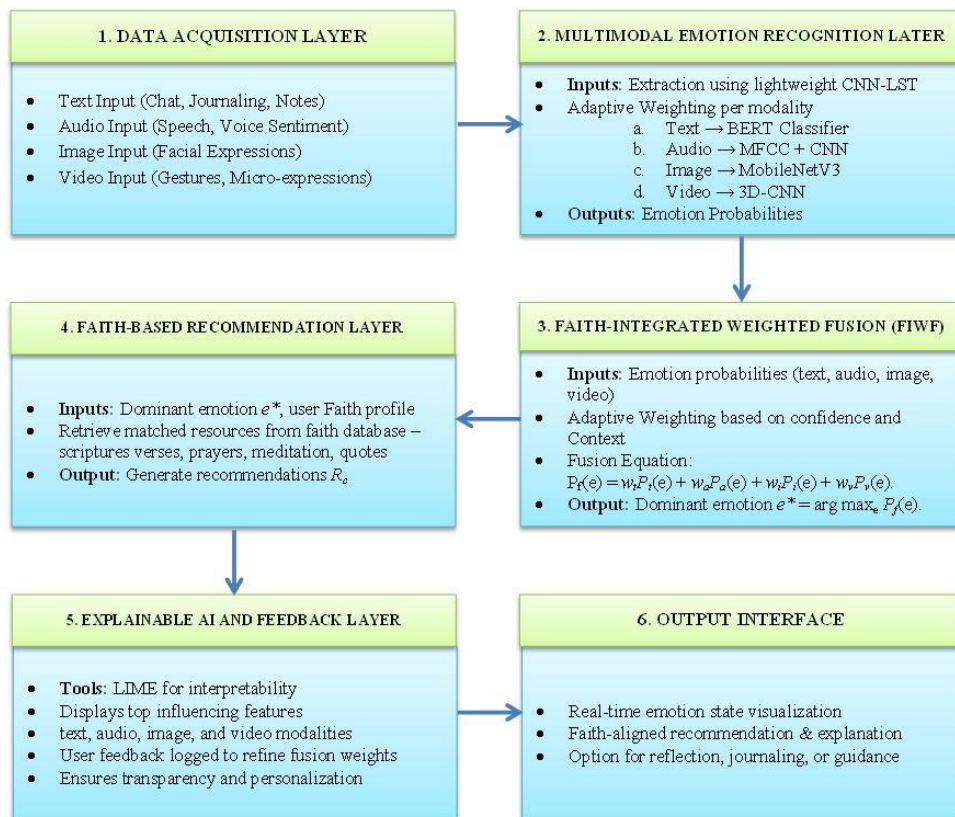 1. DATA ACQUISITION LAYER
• Text Input (Chat, Journaling, Notes)
• Audio Input (Speech, Voice Sentiment)
• Image Input (Facial Expressions)
• Video Input (Gestures, Micro-expressions)
2. MULTIMODAL EMOTION RECOGNITION LATER
• Inputs: Extraction using lightweight CNN-LST
• Adaptive Weighting per modality
a. Text → BERT Classifier
b. Audio → MFCC + CNN
c. Image → MobileNetV3
d. Video → 3D-CNN
• Outputs: Emotion Probabilities
3. FAITH-INTEGRATED WEIGHTED FUSION (FIWF)
• Inputs: Emotion probabilities (text, audio, image,
video)
• Adaptive Weighting based on confidence and
Context
• Fusion Equation:
P_f(e) = w_tP_t(e) + w_aP_a(e) + w_iP_i(e) + w_vP_v(e).
• Output: Dominant emotion e* = arg max_e P_f(e).
4. FAITH-BASED RECOMMENDATION LAYER
• Inputs: Dominant emotion e*, user Faith profile
• Retrieve matched resources from faith database –
scriptures verses, prayers, meditation, quotes
• Output: Generate recommendations R_e
5. EXPLAINABLE AI AND FEEDBACK LAYER
• Tools: LIME for interpretability
• Displays top influencing features
• text, audio, image, and video modalities
• User feedback logged to refine fusion weights
• Ensures transparency and personalization
6. OUTPUT INTERFACE
• Real-time emotion state visualization
• Faith-aligned recommendation & explanation
• Option for reflection, journaling, or guidance